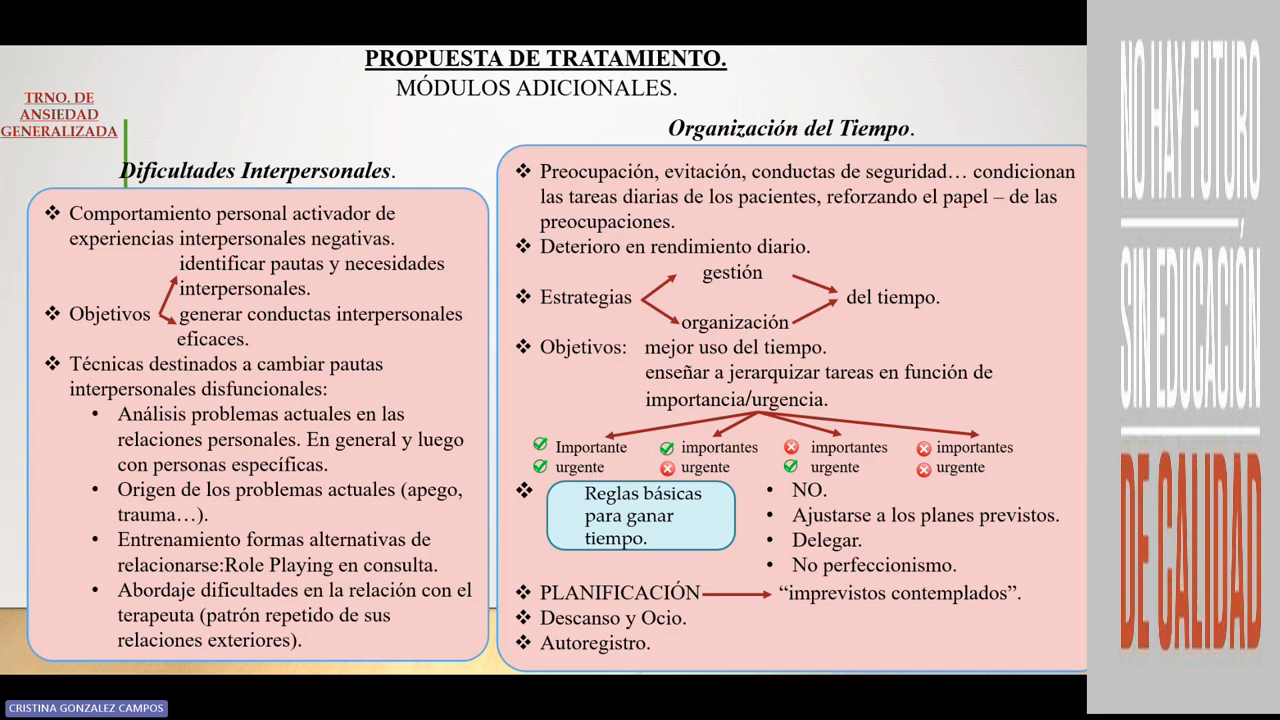 PROPUESTA DE TRATAMIENTO.
MÓDULOS ADICIONALES.
TRNO. DE
ANSIEDAD
GENERALIZADA
Dificultades Interpersonales.
❖ Comportamiento personal activador de
experiencias interpersonales negativas.
identificar pautas y necesidades
interpersonales.
❖ Objetivos
generar conductas interpersonales
eficaces.
❖ Técnicas destinados a cambiar pautas
interpersonales disfuncionales:
• Análisis problemas actuales en las
relaciones personales. En general y luego
con personas específicas.
• Origen de los problemas actuales (apego,
trauma…).
• Entrenamiento formas alternativas de
relacionarse:Role Playing en consulta.
• Abordaje dificultades en la relación con el
terapeuta (patrón repetido de sus
relaciones exteriores).
Organización del Tiempo.
❖ Preocupación, evitación, conductas de seguridad… condicionan
las tareas diarias de los pacientes, reforzando el papel – de las
preocupaciones.
❖ Deterioro en rendimiento diario.
gestión
❖ Estrategias
del tiempo.
organización
❖ Objetivos: mejor uso del tiempo.
enseñar a jerarquizar tareas en función de
importancia/urgencia.
Importante
urgente
importantes
urgente
importantes
urgente
importantes
urgente
❖ Reglas básicas
para ganar
tiempo.
• NO.
• Ajustarse a los planes previstos.
• Delegar.
• No perfeccionismo.
❖ PLANIFICACIÓN
“imprevistos contemplados”.
❖ Descanso y Ocio.
❖ Autoregistro.
NO HAY FUTURO
SIN EDUCACIÓN
DE CALIDAD
CRISTINA GONZALEZ CAMPOS